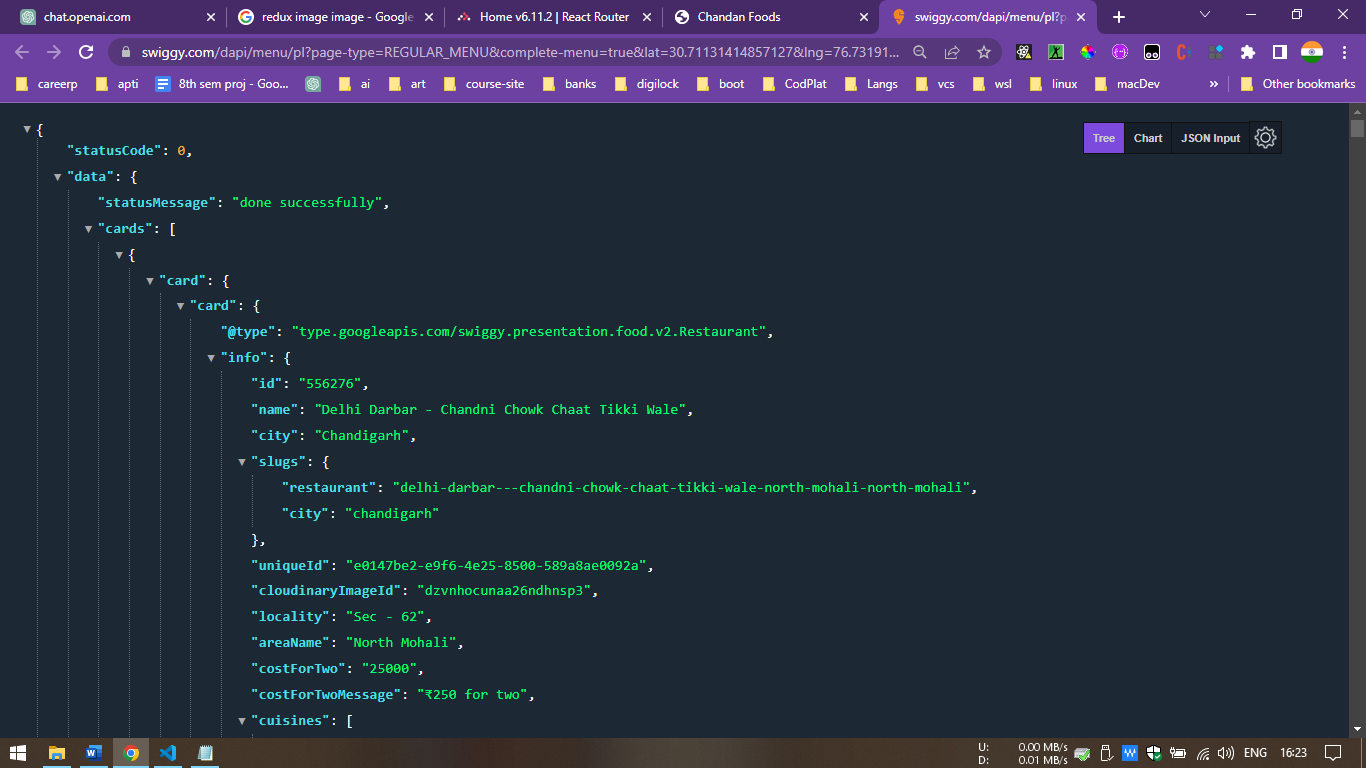 chat.openai.com
redux image image - Google
Home v6.11.2 | React Router
Chandan Foods
swiggy.com/dapi/menu/pl?p
swiggy.com/dapi/menu/pl?page-type=REGULAR_MENU&complete-menu=true&lat=30.71131414857127&lng=76.73191...
careerp
apti
8th sem proj - Goo...
ai
art
course-site
banks
digilock
boot
CodPlat
Langs
vcs
wsl
linux
macDev
»
Other bookmarks
Tree
Chart
JSON Input
{
"statusCode": 0,
"data": {
"statusMessage": "done successfully",
"cards": [
{
"card": {
"card": {
"@type": "type.googleapis.com/swiggy.presentation.food.v2.Restaurant",
"info": {
"id": "556276",
"name": "Delhi Darbar - Chandni Chowk Chaat Tikki Wale",
"city": "Chandigarh",
"slugs": {
"restaurant": "delhi-darbar---chandni-chowk-chaat-tikki-wale-north-mohali-north-mohali",
"city": "chandigarh"
},
"uniqueId": "e0147be2-e9f6-4e25-8500-589a8ae0092a",
"cloudinaryImageId": "dzvnhocunaa26ndhnsp3",
"locality": "Sec - 62",
"areaName": "North Mohali",
"costForTwo": "25000",
"costForTwoMessage": "₹250 for two",
"cuisines": [
U: 0.00 MB/s
D: 0.01 MB/s
ENG
16:23